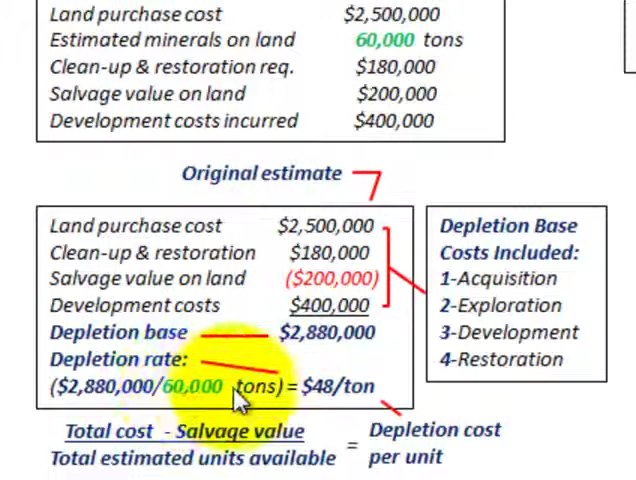 Land purchase cost $2,500,000
Estimated minerals on land 60,000 tons
Clean-up & restoration req. $180,000
Salvage value on land $200,000
Development costs incurred $400,000
Original estimate
Land purchase cost $2,500,000
Clean-up & restoration $180,000
Salvage value on land ($200,000)
Development costs $400,000
Depletion base $2,880,000
Depletion rate:
($2,880,000/60,000 tons) = $48/ton
Depletion Base
Costs Included:
1-Acquisition
2-Exploration
3-Development
4-Restoration
Total cost - Salvage value
Total estimated units available
=
Depletion cost
per unit